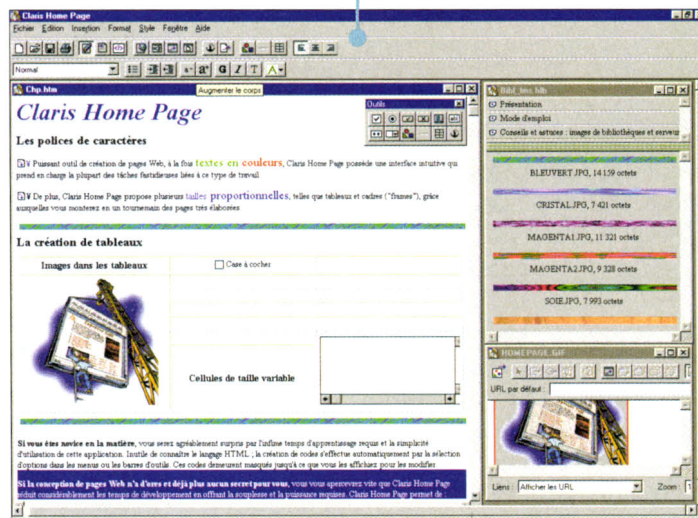 Claris Home Page
Fichier Edition Insertion Format Style Fenêtre Aide
Normal
G I T A
Augmenter le corps
Chp.htm
Claris Home Page
Outils
Les polices de caractères
Puissant outil de création de pages Web, à la fois textes en couleurs, Claris Home Page possède une interface intuitive qui
prend en charge la plupart des tâches fastidieuses liées à ce type de travail.
De plus, Claris Home Page propose plusieurs tailles proportionnelles, telles que tableaux et cadres ("frames"), grâce
auxquelles vous monterez en un tournemain des pages très élaborées
La création de tableaux
Images dans les tableaux
Case à cocher
Cellules de taille variable
Si vous êtes novice en la matière, vous serez agréablement surpris par l'infime temps d'apprentissage requis et la simplicité
d'utilisation de cette application. Inutile de connaître le langage HTML ; la création de codes s'effectue automatiquement par la sélection
d'options dans les menus ou les barres d'outils. Ces codes demeurent masqués jusqu'à ce que vous les affichiez pour les modifier
Si la conception de pages Web n'a d'ores et déjà plus aucun secret pour vous, vous vous apercevrez vite que Claris Home Page
réduit considérablement les temps de développement en offrant la souplesse et la puissance requises. Claris Home Page permet de :
Bibl_ims.hlb
Présentation
Mode d'emploi
Conseils et astuces : images de bibliothèques et serveur
BLEUVERT.JPG, 14 159 octets
CRISTAL.JPG, 7 421 octets
MAGENTA1.JPG, 11 321 octets
MAGENTA2.JPG, 9 328 octets
SOIE.JPG, 7 993 octets
HOMEPAGE.GIF
URL par défaut :
Liens : Afficher les URL
Zoom : 1